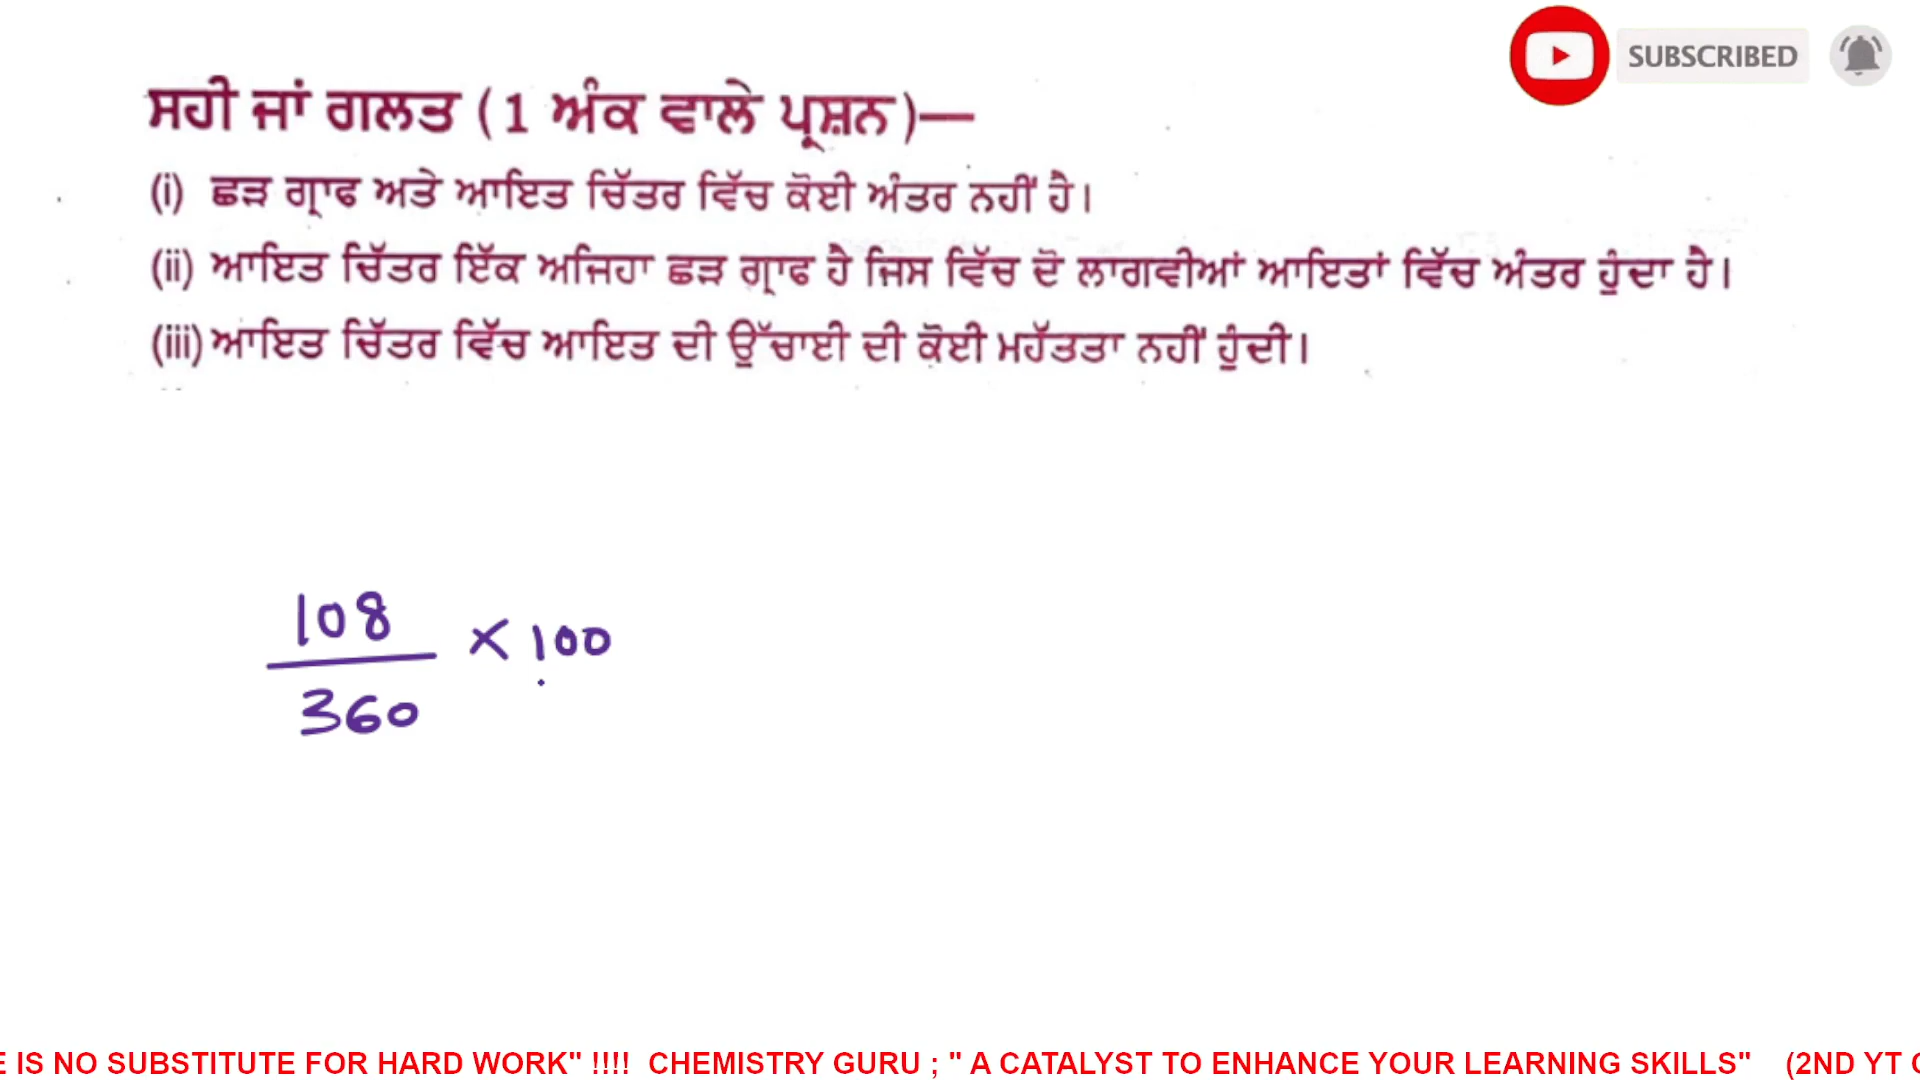 SUBSCRIBED
ਸਹੀ ਜਾਂ ਗਲਤ (1 ਅੰਕ ਵਾਲੇ ਪ੍ਰਸ਼ਨ)—
(i) ਛੜ ਗ੍ਰਾਫ ਅਤੇ ਆਇਤ ਚਿੱਤਰ ਵਿੱਚ ਕੋਈ ਅੰਤਰ ਨਹੀਂ ਹੈ।
(ii) ਆਇਤ ਚਿੱਤਰ ਇੱਕ ਅਜਿਹਾ ਛੜ ਗ੍ਰਾਫ ਹੈ ਜਿਸ ਵਿੱਚ ਦੋ ਲਾਗਵੀਆਂ ਆਇਤਾਂ ਵਿੱਚ ਅੰਤਰ ਹੁੰਦਾ ਹੈ।
(iii) ਆਇਤ ਚਿੱਤਰ ਵਿੱਚ ਆਇਤ ਦੀ ਉੱਚਾਈ ਦੀ ਕੋਈ ਮਹੱਤਤਾ ਨਹੀਂ ਹੁੰਦੀ।
108
× 100
360
E IS NO SUBSTITUTE FOR HARD WORK" !!!! CHEMISTRY GURU ; " A CATALYST TO ENHANCE YOUR LEARNING SKILLS" (2ND YT C